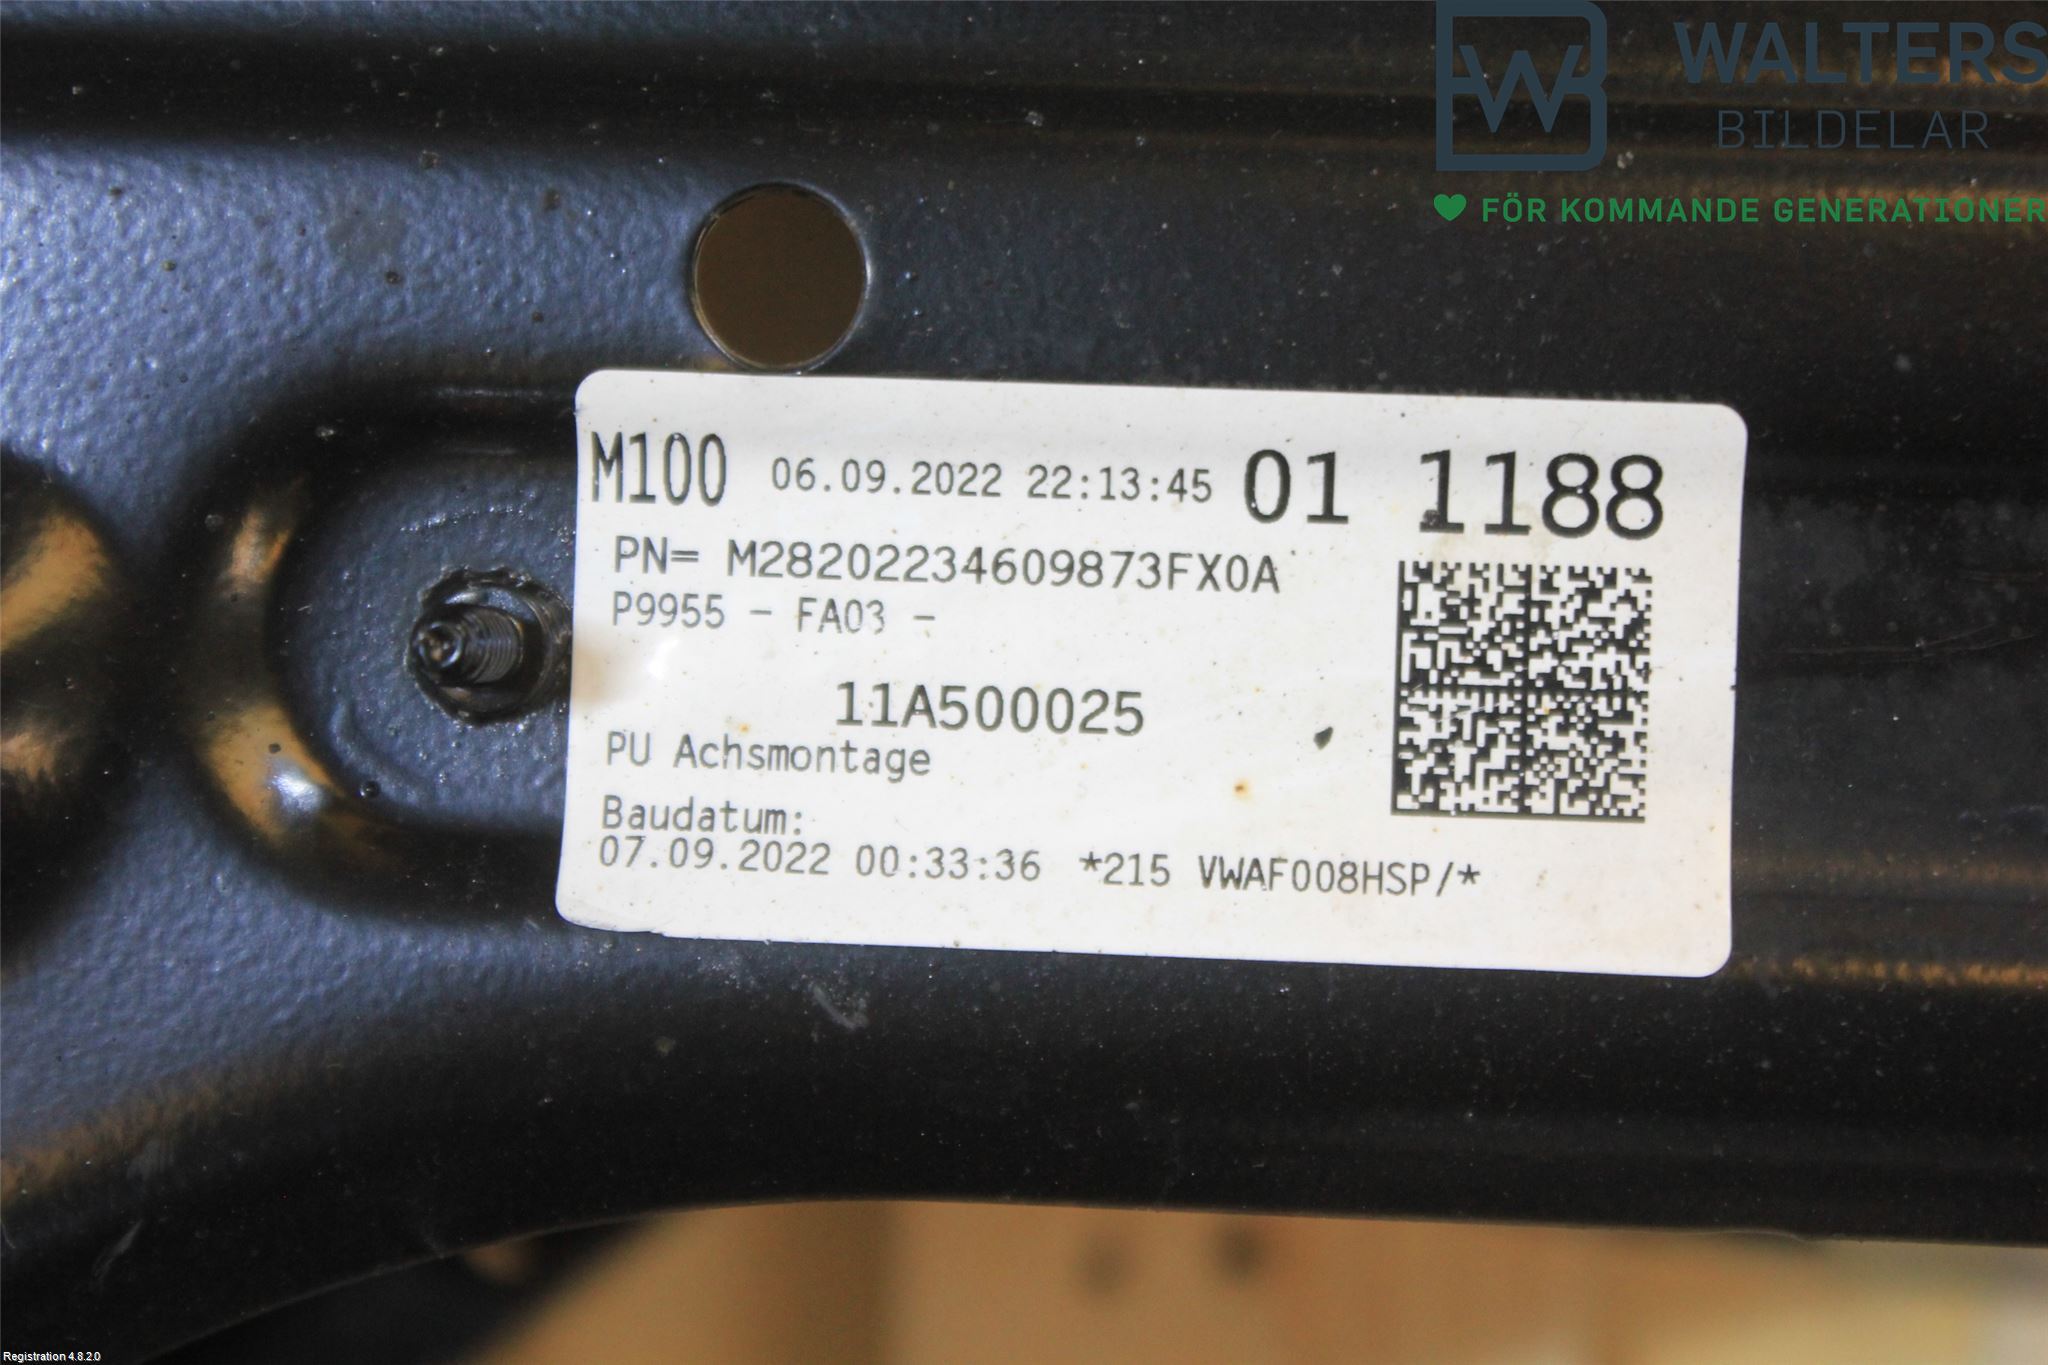 WALTERS
BILDELAR
FÖR KOMMANDE GENERATIONER
M100 06.09.2022 22:13:45 01 1188
PN= M28202234609873FX0A
P9955 - FA03 -
11A500025
PU Achsmontage
Baudatum:
07.09.2022 00:33:36 *215 VWAF008HSP/*
Registration 4.8.2.0